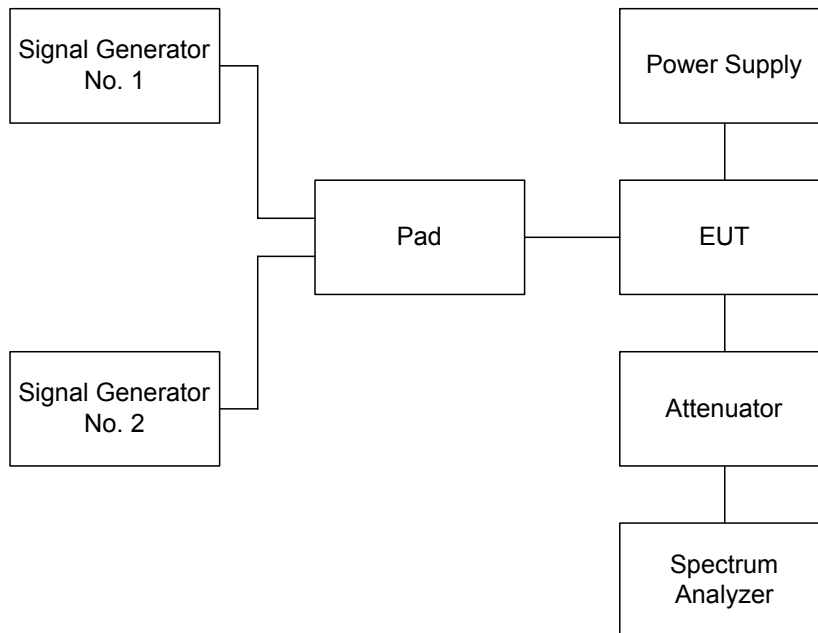 Signal Generator
No. 1
Power Supply
Pad
EUT
Signal Generator
No. 2
Attenuator
Spectrum
Analyzer